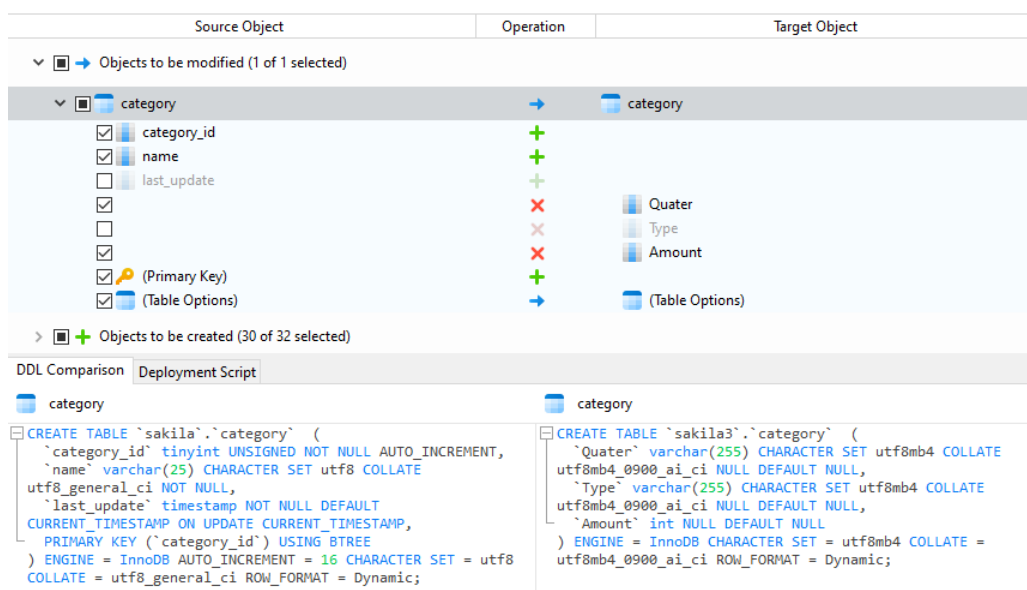 Source Object Operation Target Object
Objects to be modified (1 of 1 selected)
category category
category_id
name
last_update
Quater
Type
Amount
(Primary Key)
(Table Options) (Table Options)
Objects to be created (30 of 32 selected)
DDL Comparison Deployment Script
category category
CREATE TABLE `sakila`.`category`  (
`category_id` tinyint UNSIGNED NOT NULL AUTO_INCREMENT,
`name` varchar(25) CHARACTER SET utf8 COLLATE
utf8_general_ci NOT NULL,
`last_update` timestamp NOT NULL DEFAULT
CURRENT_TIMESTAMP ON UPDATE CURRENT_TIMESTAMP,
PRIMARY KEY (`category_id`) USING BTREE
) ENGINE = InnoDB AUTO_INCREMENT = 16 CHARACTER SET = utf8
COLLATE = utf8_general_ci ROW_FORMAT = Dynamic;
CREATE TABLE `sakila3`.`category`  (
`Quater` varchar(255) CHARACTER SET utf8mb4 COLLATE
utf8mb4_0900_ai_ci NULL DEFAULT NULL,
`Type` varchar(255) CHARACTER SET utf8mb4 COLLATE
utf8mb4_0900_ai_ci NULL DEFAULT NULL,
`Amount` int NULL DEFAULT NULL
) ENGINE = InnoDB CHARACTER SET = utf8mb4 COLLATE =
utf8mb4_0900_ai_ci ROW_FORMAT = Dynamic;